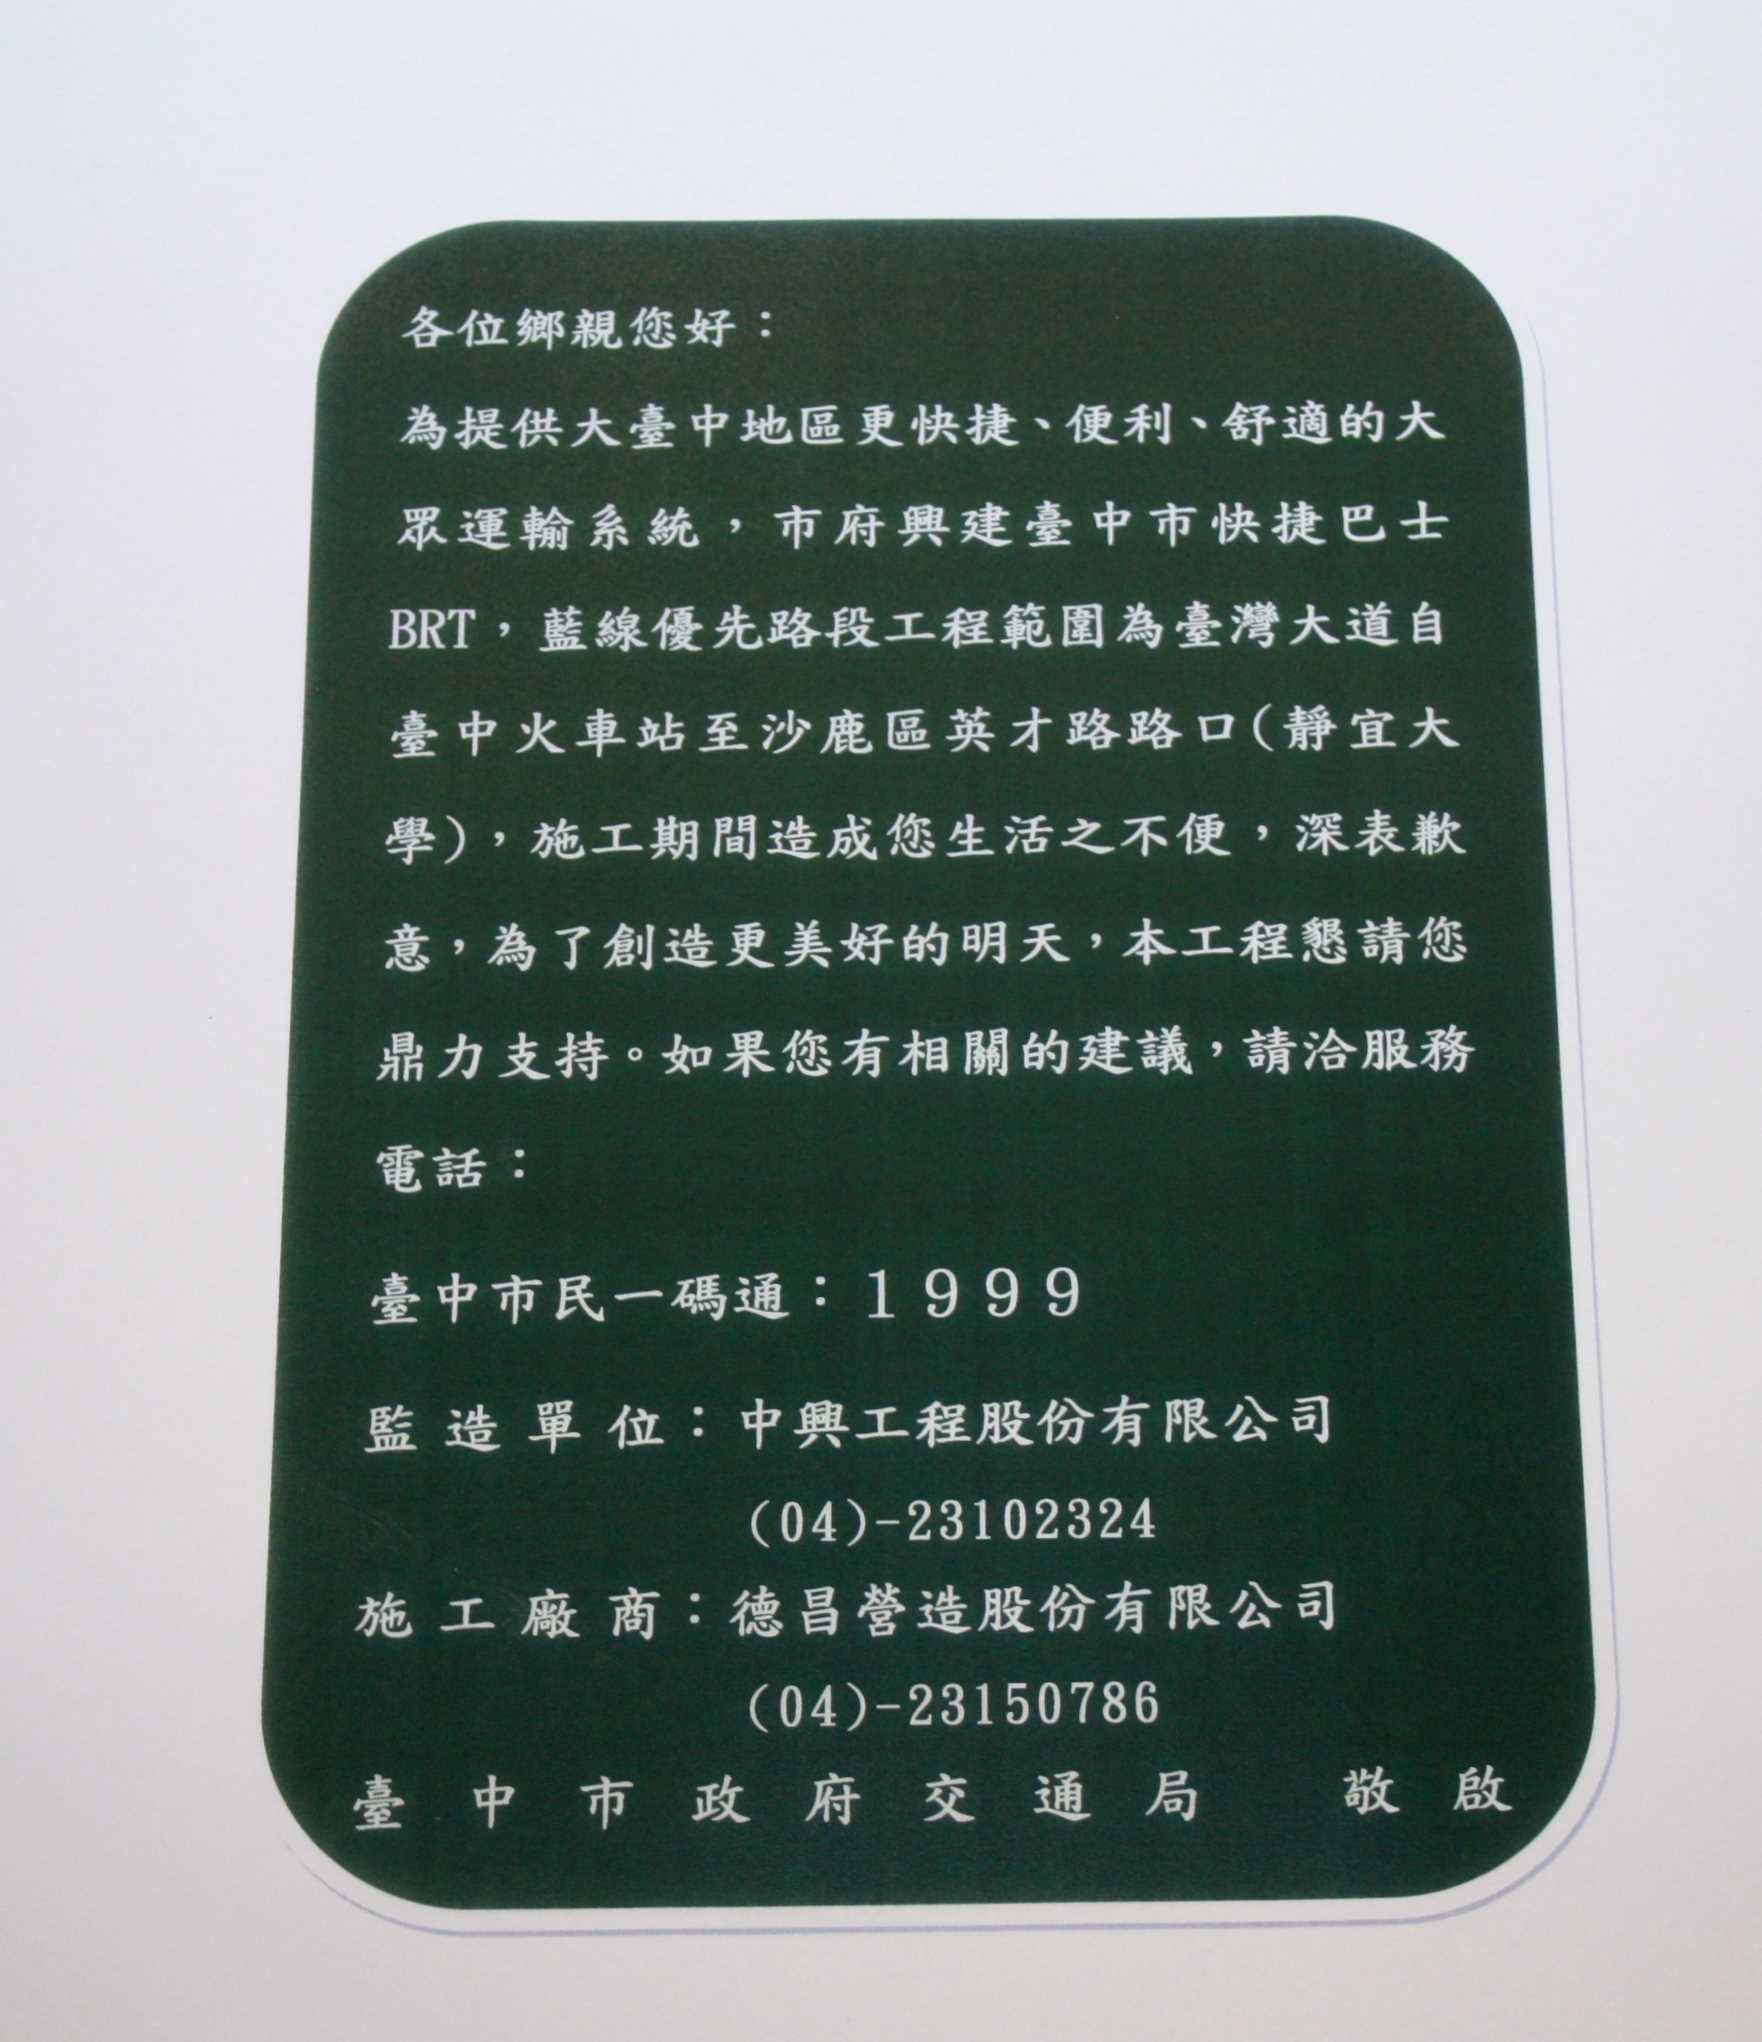 各位鄉親您好：
為提供大臺中地區更快捷、便利、舒適的大
眾運輸系統，市府興建臺中市快捷巴士
BRT，藍線優先路段工程範圍為臺灣大道自
臺中火車站至沙鹿區英才路路口(靜宜大
學)，施工期間造成您生活之不便，深表歉
意，為了創造更美好的明天，本工程懇請您
鼎力支持。如果您有相關的建議，請洽服務
電話：
臺中市民一碼通：１９９９
監造單位：中興工程股份有限公司
(04)-23102324
施工廠商：德昌營造股份有限公司
(04)-23150786
臺中市政府交通局 敬啟